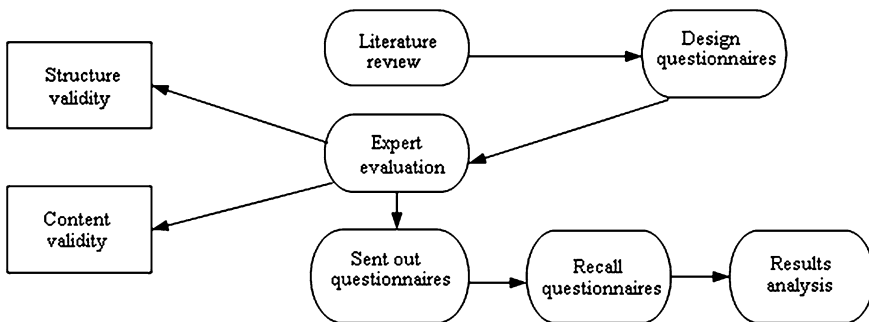 Literature
review
Design
questionnaires
Structure
validity
Expert
evaluation
Content
validity
Sent out
questionnaires
Recall
questionnaires
Results
analysis